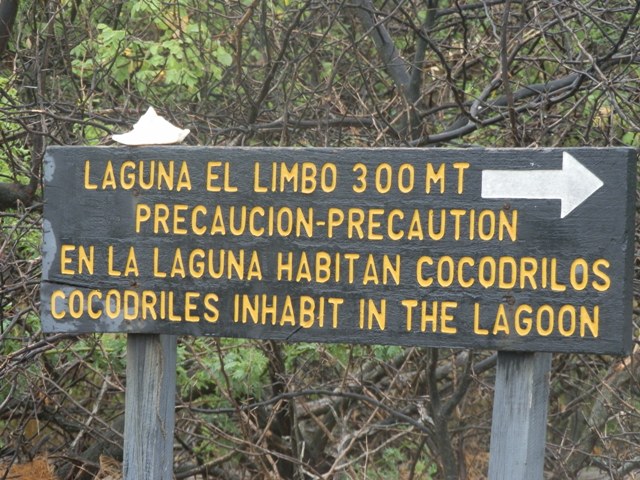 LAGUNA EL LIMBO 300 MT
PRECAUCION-PRECAUTION
EN LA LAGUNA HABITAN COCODRILOS
COCODRILES INHABIT IN THE LAGOON